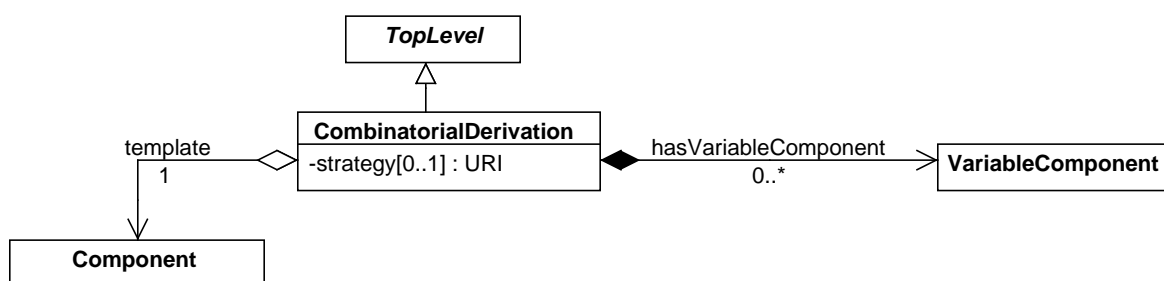 TopLevel
CombinatorialDerivation
-strategy[0..1] : URI
template
1
hasVariableComponent
0..*
VariableComponent
Component